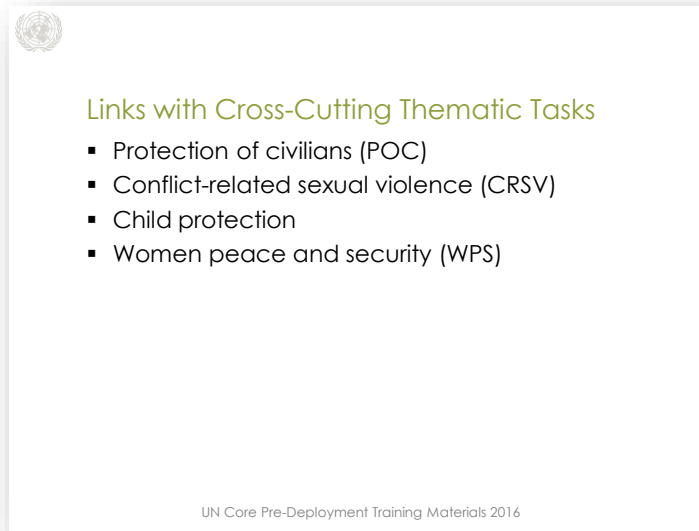 Links with Cross-Cutting Thematic Tasks
▪ Protection of civilians (POC)
▪ Conflict-related sexual violence (CRSV)
▪ Child protection
▪ Women peace and security (WPS)
UN Core Pre-Deployment Training Materials 2016